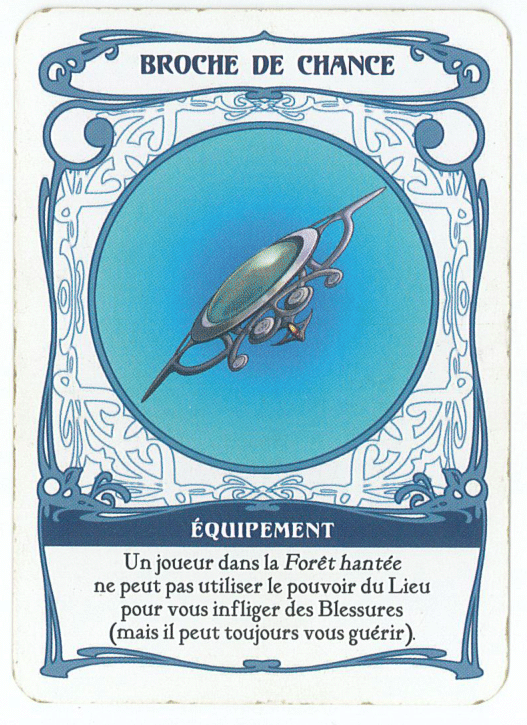 BROCHE DE CHANCE
ÉQUIPEMENT
Un joueur dans la Forêt hantée
ne peut pas utiliser le pouvoir du Lieu
pour vous infliger des Blessures
(mais il peut toujours vous guérir).